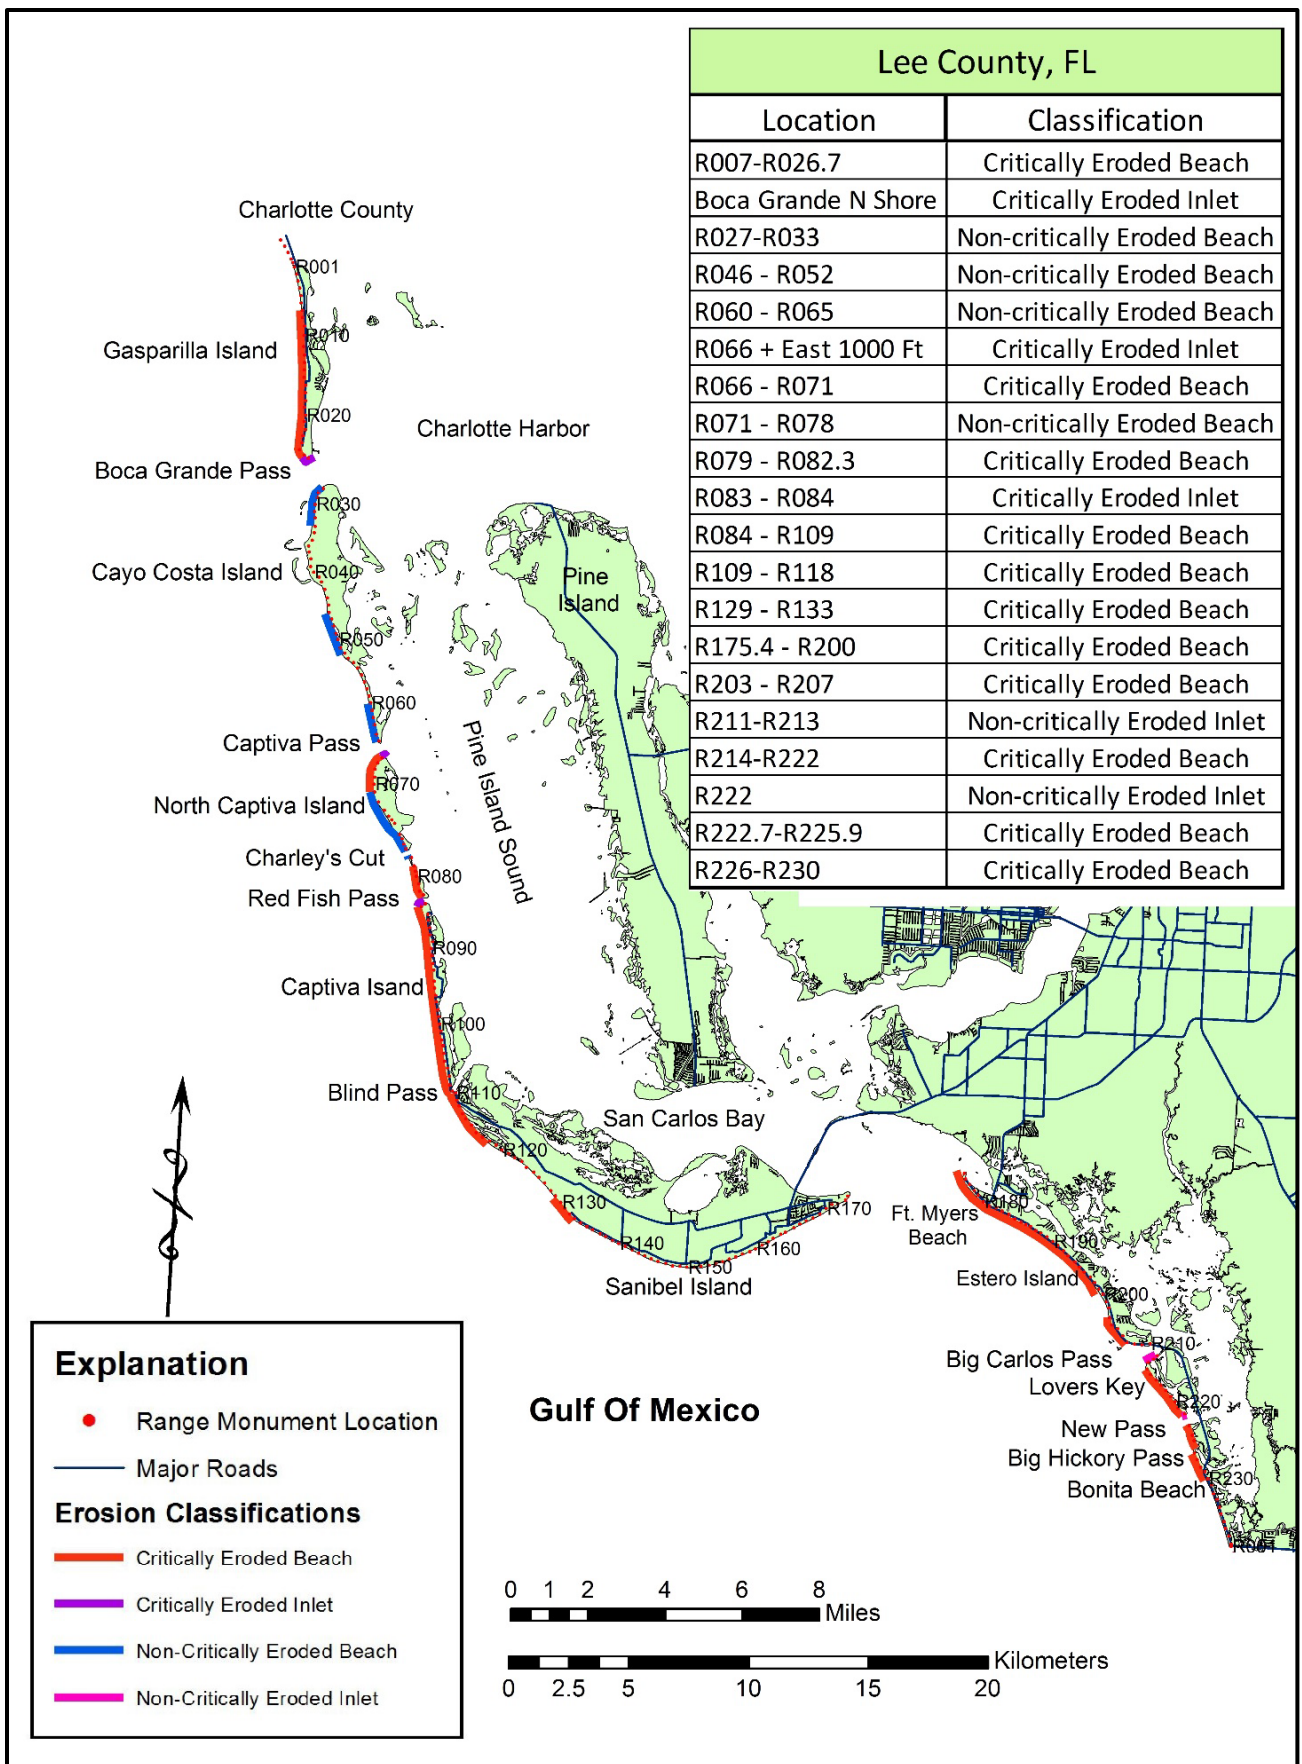 Lee County, FL
Location Classification
R007-R026.7 Critically Eroded Beach
Boca Grande N Shore Critically Eroded Inlet
R027-R033 Non-critically Eroded Beach
R046 - R052 Non-critically Eroded Beach
R060 - R065 Non-critically Eroded Beach
R066 + East 1000 Ft Critically Eroded Inlet
R066 - R071 Critically Eroded Beach
R071 - R078 Non-critically Eroded Beach
R079 - R082.3 Critically Eroded Beach
R083 - R084 Critically Eroded Inlet
R084 - R109 Critically Eroded Beach
R109 - R118 Critically Eroded Beach
R129 - R133 Critically Eroded Beach
R175.4 - R200 Critically Eroded Beach
R203 - R207 Critically Eroded Beach
R211-R213 Non-critically Eroded Inlet
R214-R222 Critically Eroded Beach
R222 Non-critically Eroded Inlet
R222.7-R225.9 Critically Eroded Beach
R226-R230 Critically Eroded Beach
Charlotte County
R001
R010
Gasparilla Island
R020
Charlotte Harbor
Boca Grande Pass
R030
Cayo Costa Island
R040
Pine
Island
R050
R060
Captiva Pass
Pine Island Sound
R070
North Captiva Island
Charley's Cut
R080
Red Fish Pass
R090
Captiva Isand
R100
Blind Pass
R110
San Carlos Bay
R120
R130
R140
R150
R160
R170
Sanibel Island
R180
Ft. Myers
Beach
R190
Estero Island
R200
R210
Big Carlos Pass
Lovers Key
R220
New Pass
Big Hickory Pass
R230
Bonita Beach
R001
Gulf Of Mexico
Explanation
Range Monument Location
Major Roads
Erosion Classifications
Critically Eroded Beach
Critically Eroded Inlet
Non-Critically Eroded Beach
Non-Critically Eroded Inlet
0 1 2 4 6 8
Miles
Kilometers
0 2.5 5 10 15 20